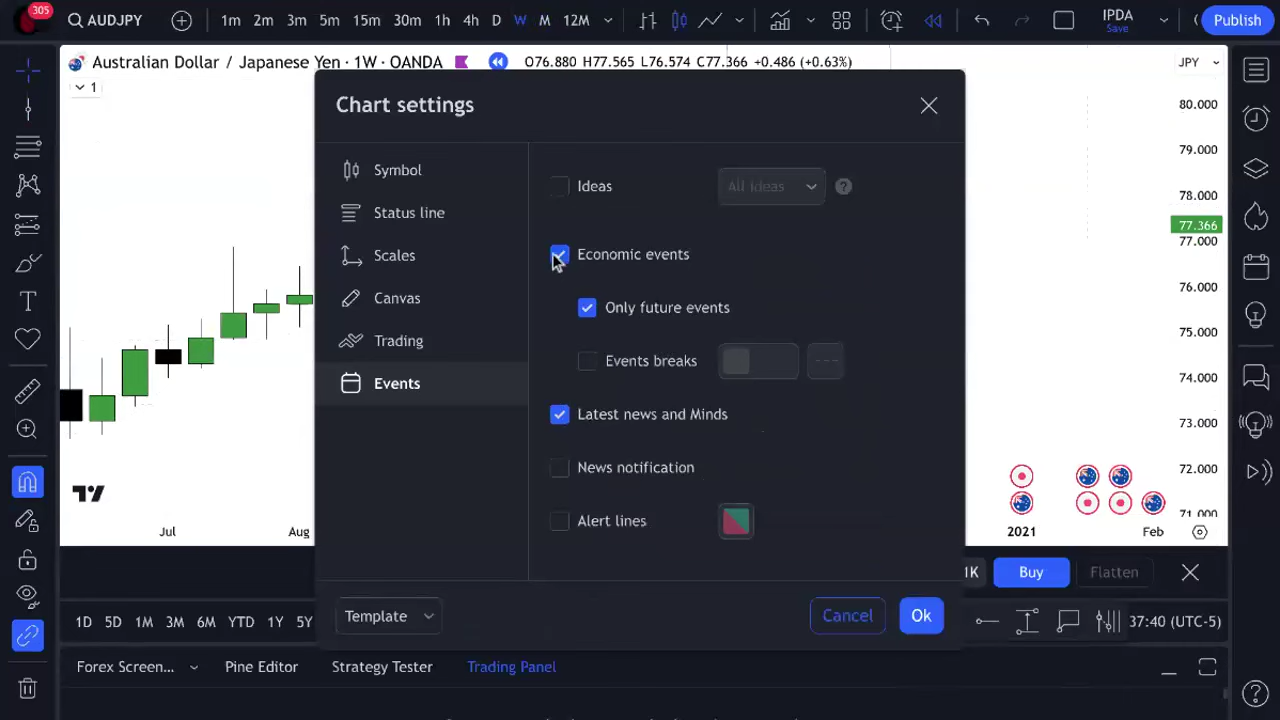 305
AUDJPY
1m 2m 3m 5m 15m 30m 1h 4h D W M 12M
IPDA
Save
Publish
Australian Dollar / Japanese Yen · 1W · OANDA
O76.880 H77.565 L76.574 C77.366 +0.486 (+0.63%)
JPY
1
Chart settings
Symbol
Status line
Scales
Canvas
Trading
Events
Ideas
All Ideas
?
Economic events
Only future events
Events breaks
Latest news and Minds
News notification
Alert lines
Template
Cancel
Ok
80.000
79.000
78.000
77.366
77.000
76.000
75.000
74.000
73.000
72.000
71.000
Jul
Aug
2021
Feb
1K
Buy
Flatten
1D 5D 1M 3M 6M YTD 1Y 5Y
37:40 (UTC-5)
Forex Screen...
Pine Editor
Strategy Tester
Trading Panel